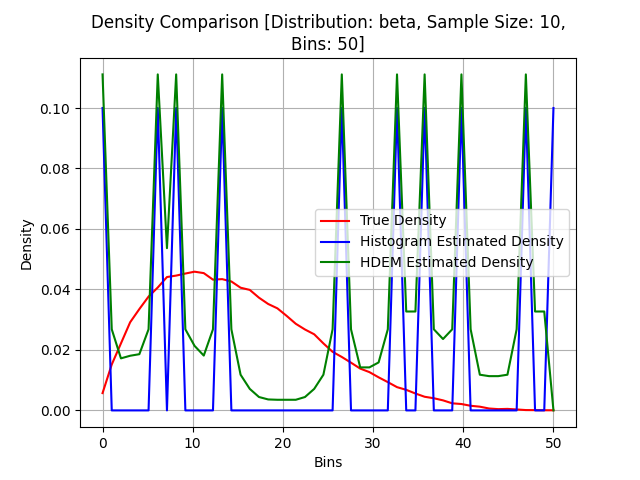 Density Comparison [Distribution: beta, Sample Size: 10,
Bins: 50]
Density
0.10
0.08
0.06
0.04
0.02
0.00
True Density
Histogram Estimated Density
HDEM Estimated Density
0 10 20 30 40 50
Bins